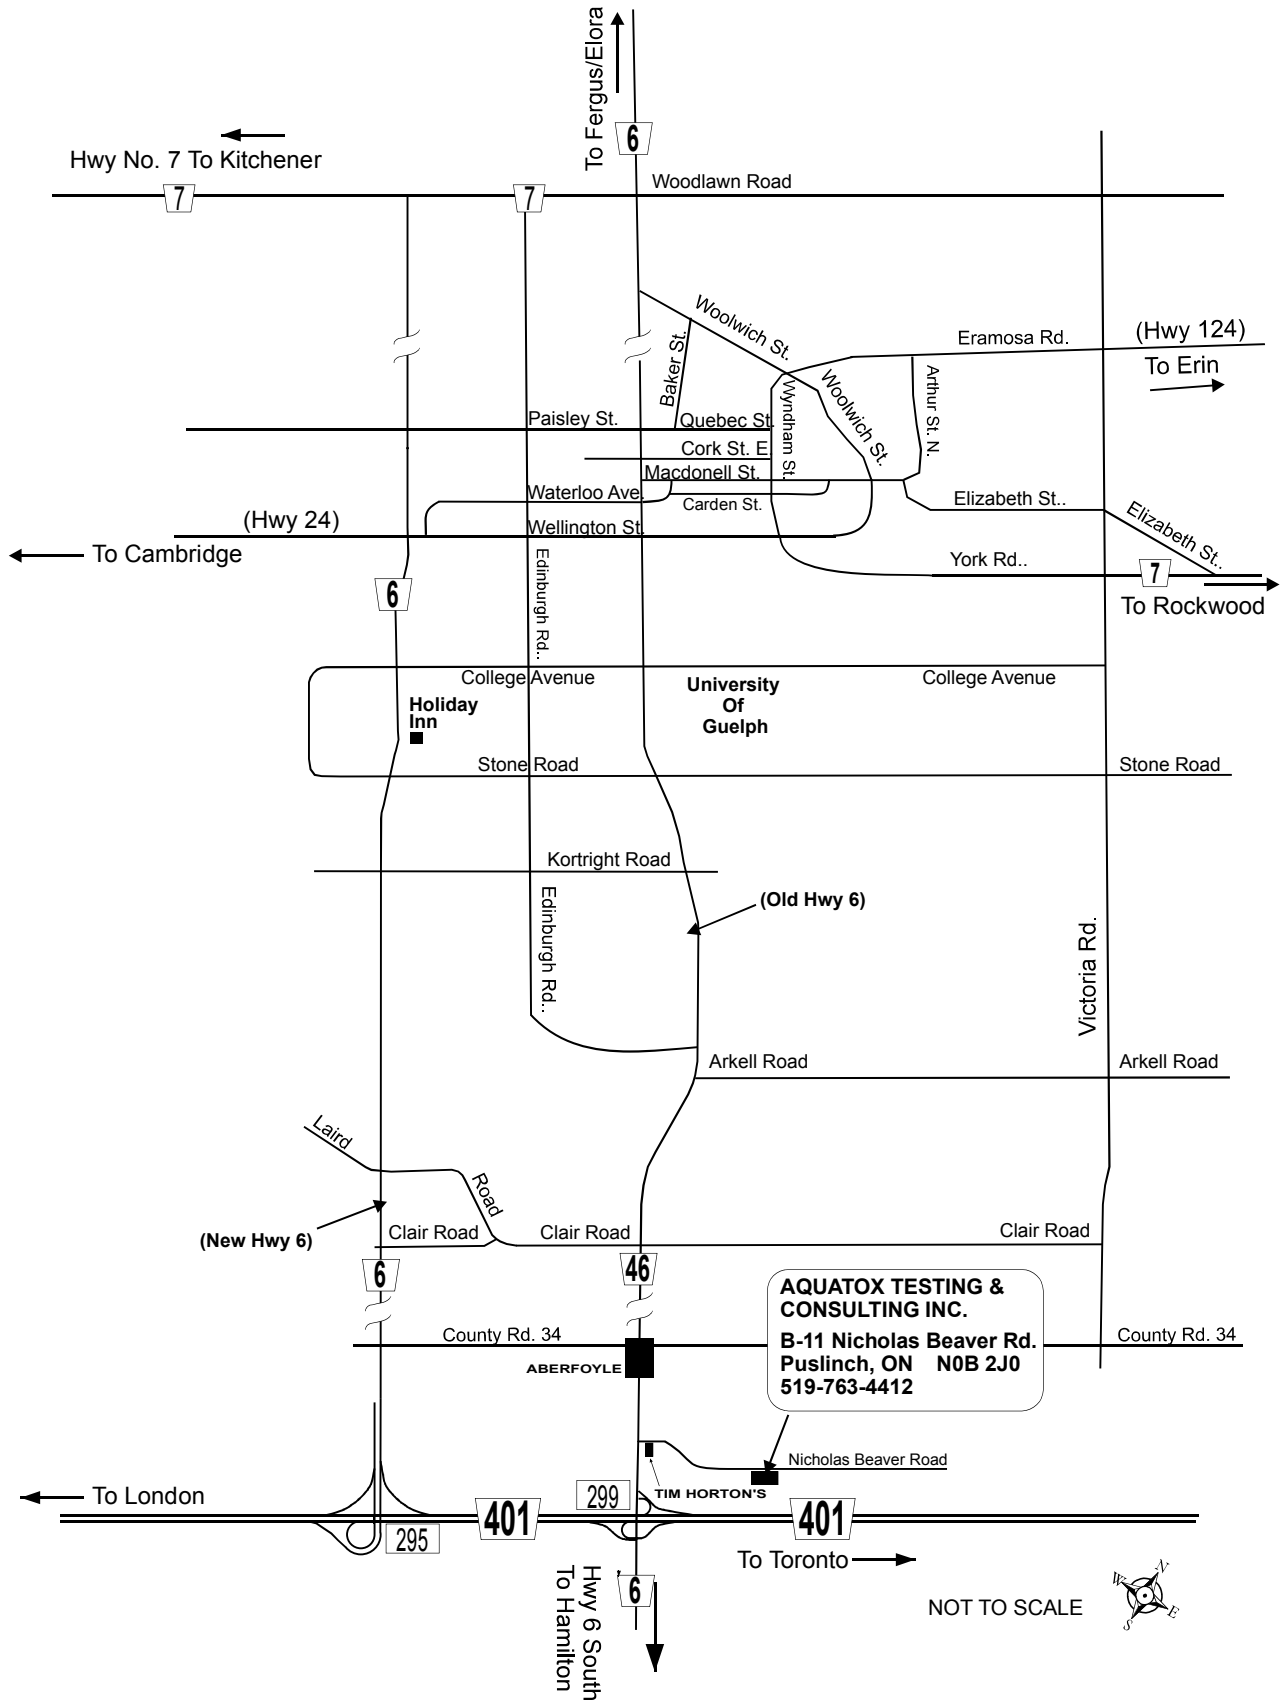 To Fergus/Elora
6
Hwy No. 7 To Kitchener
7
7
Woodlawn Road
Woolwich St.
Baker St.
Eramosa Rd.
(Hwy 124)
To Erin
Wyndham St.
Woolwich St.
Arthur St. N.
Paisley St.
Quebec St.
Cork St. E.
Macdonell St.
Waterloo Ave.
Carden St.
Elizabeth St..
Elizabeth St..
(Hwy 24)
Wellington St.
To Cambridge
Edinburgh Rd..
York Rd..
7
To Rockwood
6
College Avenue
College Avenue
University
Of
Guelph
Holiday
Inn
Stone Road
Stone Road
Kortright Road
Edinburgh Rd..
(Old Hwy 6)
Victoria Rd.
Arkell Road
Arkell Road
Laird
Road
(New Hwy 6)
Clair Road
Clair Road
Clair Road
6
46
AQUATOX TESTING &
CONSULTING INC.
B-11 Nicholas Beaver Rd.
Puslinch, ON N0B 2J0
519-763-4412
County Rd. 34
County Rd. 34
ABERFOYLE
Nicholas Beaver Road
TIM HORTON'S
To London
299
401
401
295
To Toronto
Hwy 6 South
To Hamilton
6
NOT TO SCALE
N
W
E
S